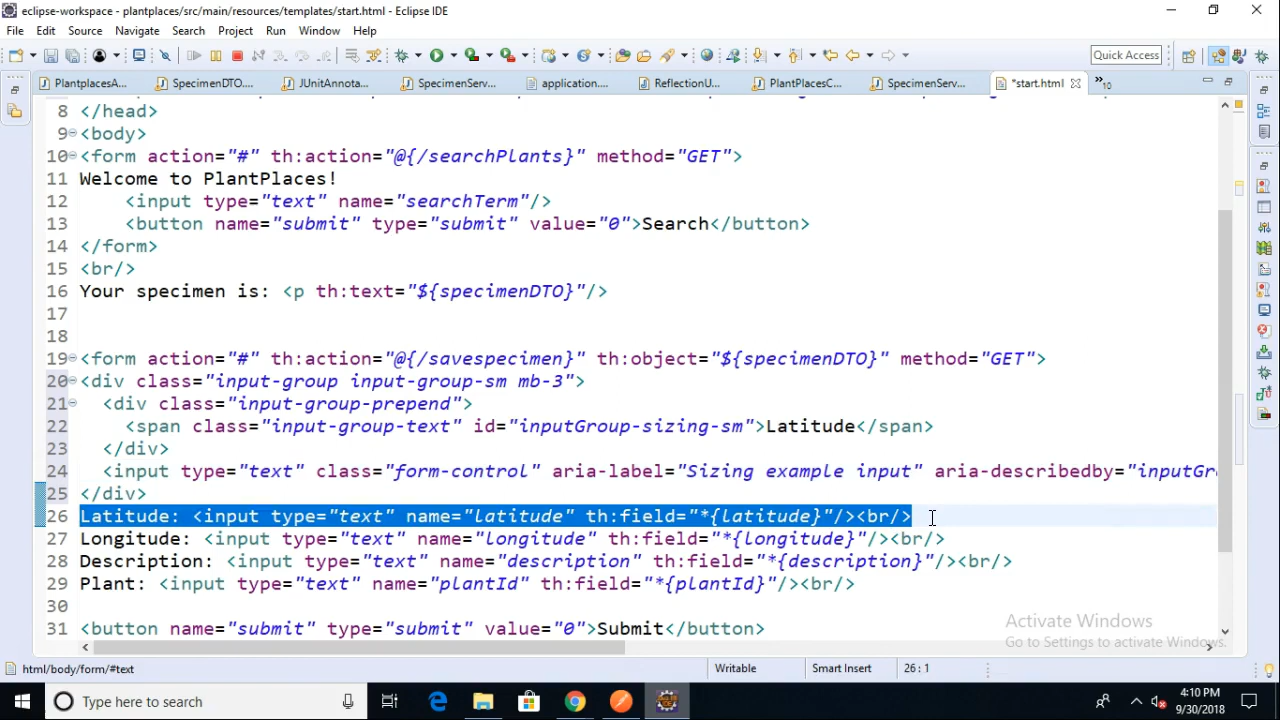 eclipse-workspace - plantplaces/src/main/resources/templates/start.html - Eclipse IDE
File Edit Source Navigate Search Project Run Window Help
Quick Access
PlantplacesA... SpecimenDTO.... JUnitAnnota... SpecimenServ... application.... ReflectionU... PlantPlacesC... SpecimenServ... *start.html »10
8 </head>
9 <body>
10 <form action="#" th:action="@{/searchPlants}" method="GET">
11 Welcome to PlantPlaces!
12 <input type="text" name="searchTerm"/>
13 <button name="submit" type="submit" value="0">Search</button>
14 </form>
15 <br/>
16 Your specimen is: <p th:text="${specimenDTO}"/>
17
18
19 <form action="#" th:action="@{/savespecimen}" th:object="${specimenDTO}" method="GET">
20 <div class="input-group input-group-sm mb-3">
21 <div class="input-group-prepend">
22 <span class="input-group-text" id="inputGroup-sizing-sm">Latitude</span>
23 </div>
24 <input type="text" class="form-control" aria-label="Sizing example input" aria-describedby="inputGr
25 </div>
26 Latitude: <input type="text" name="latitude" th:field="*{latitude}"/><br/>
27 Longitude: <input type="text" name="longitude" th:field="*{longitude}"/><br/>
28 Description: <input type="text" name="description" th:field="*{description}"/><br/>
29 Plant: <input type="text" name="plantId" th:field="*{plantId}"/><br/>
30
31 <button name="submit" type="submit" value="0">Submit</button>
Activate Windows
Go to Settings to activate Windows.
html/body/form/#text Writable Smart Insert 26 : 1
Type here to search
4:10 PM
9/30/2018